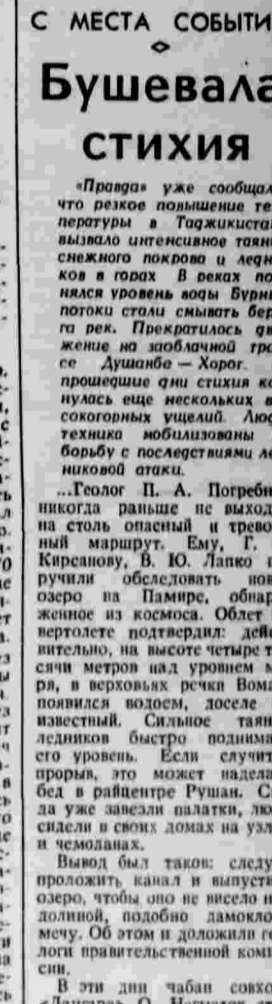 С МЕСТА СОБЫТИ
Бушевала
стихия
«Правда» уже сообщал
что резкое повышение те
пературы в Таджикиста
вызвало интенсивное таян
снежного покрова и ледн
ков в горах В реках по
нялся уровень воды Бурн
потоки стали смывать бер
га рек. Прекратилось дв
жение на заоблачной тра
се Душанбе — Хорог.
прошедшие дни стихия ко
нулась еще нескольких в
сокогорных ущелий. Люд
техника мобилизованы
борьбу с последствиями ле
никовой атаки.
...Геолог П. А. Погребн
никогда раньше не выход
на столь опасный и трево
ный маршрут. Ему, Г.
Кирсанову, В. Ю. Лапко п
ручили обследовать нов
озеро на Памире, обнар
женное из космоса. Облет
вертолете подтвердил: дейс
вительно, на высоте четыре т
сячи метров над уровнем м
ря, в верховьях речки Вома
появился водоем, доселе
известный. Сильное таян
ледников быстро поднима
его уровень. Если случит
прорыв, это может надела
бед в райцентре Рушан. С
да уже завезли палатки, лю
сидели в своих домах на узл
и чемоданах.
Вывод был таков: следу
проложить канал и выпусти
озеро, чтобы оно не висело н
долиной, подобно дамокло
мечу. Об этом и доложили ге
логи правительственной коми
сии.
В эти дни чабан совхо